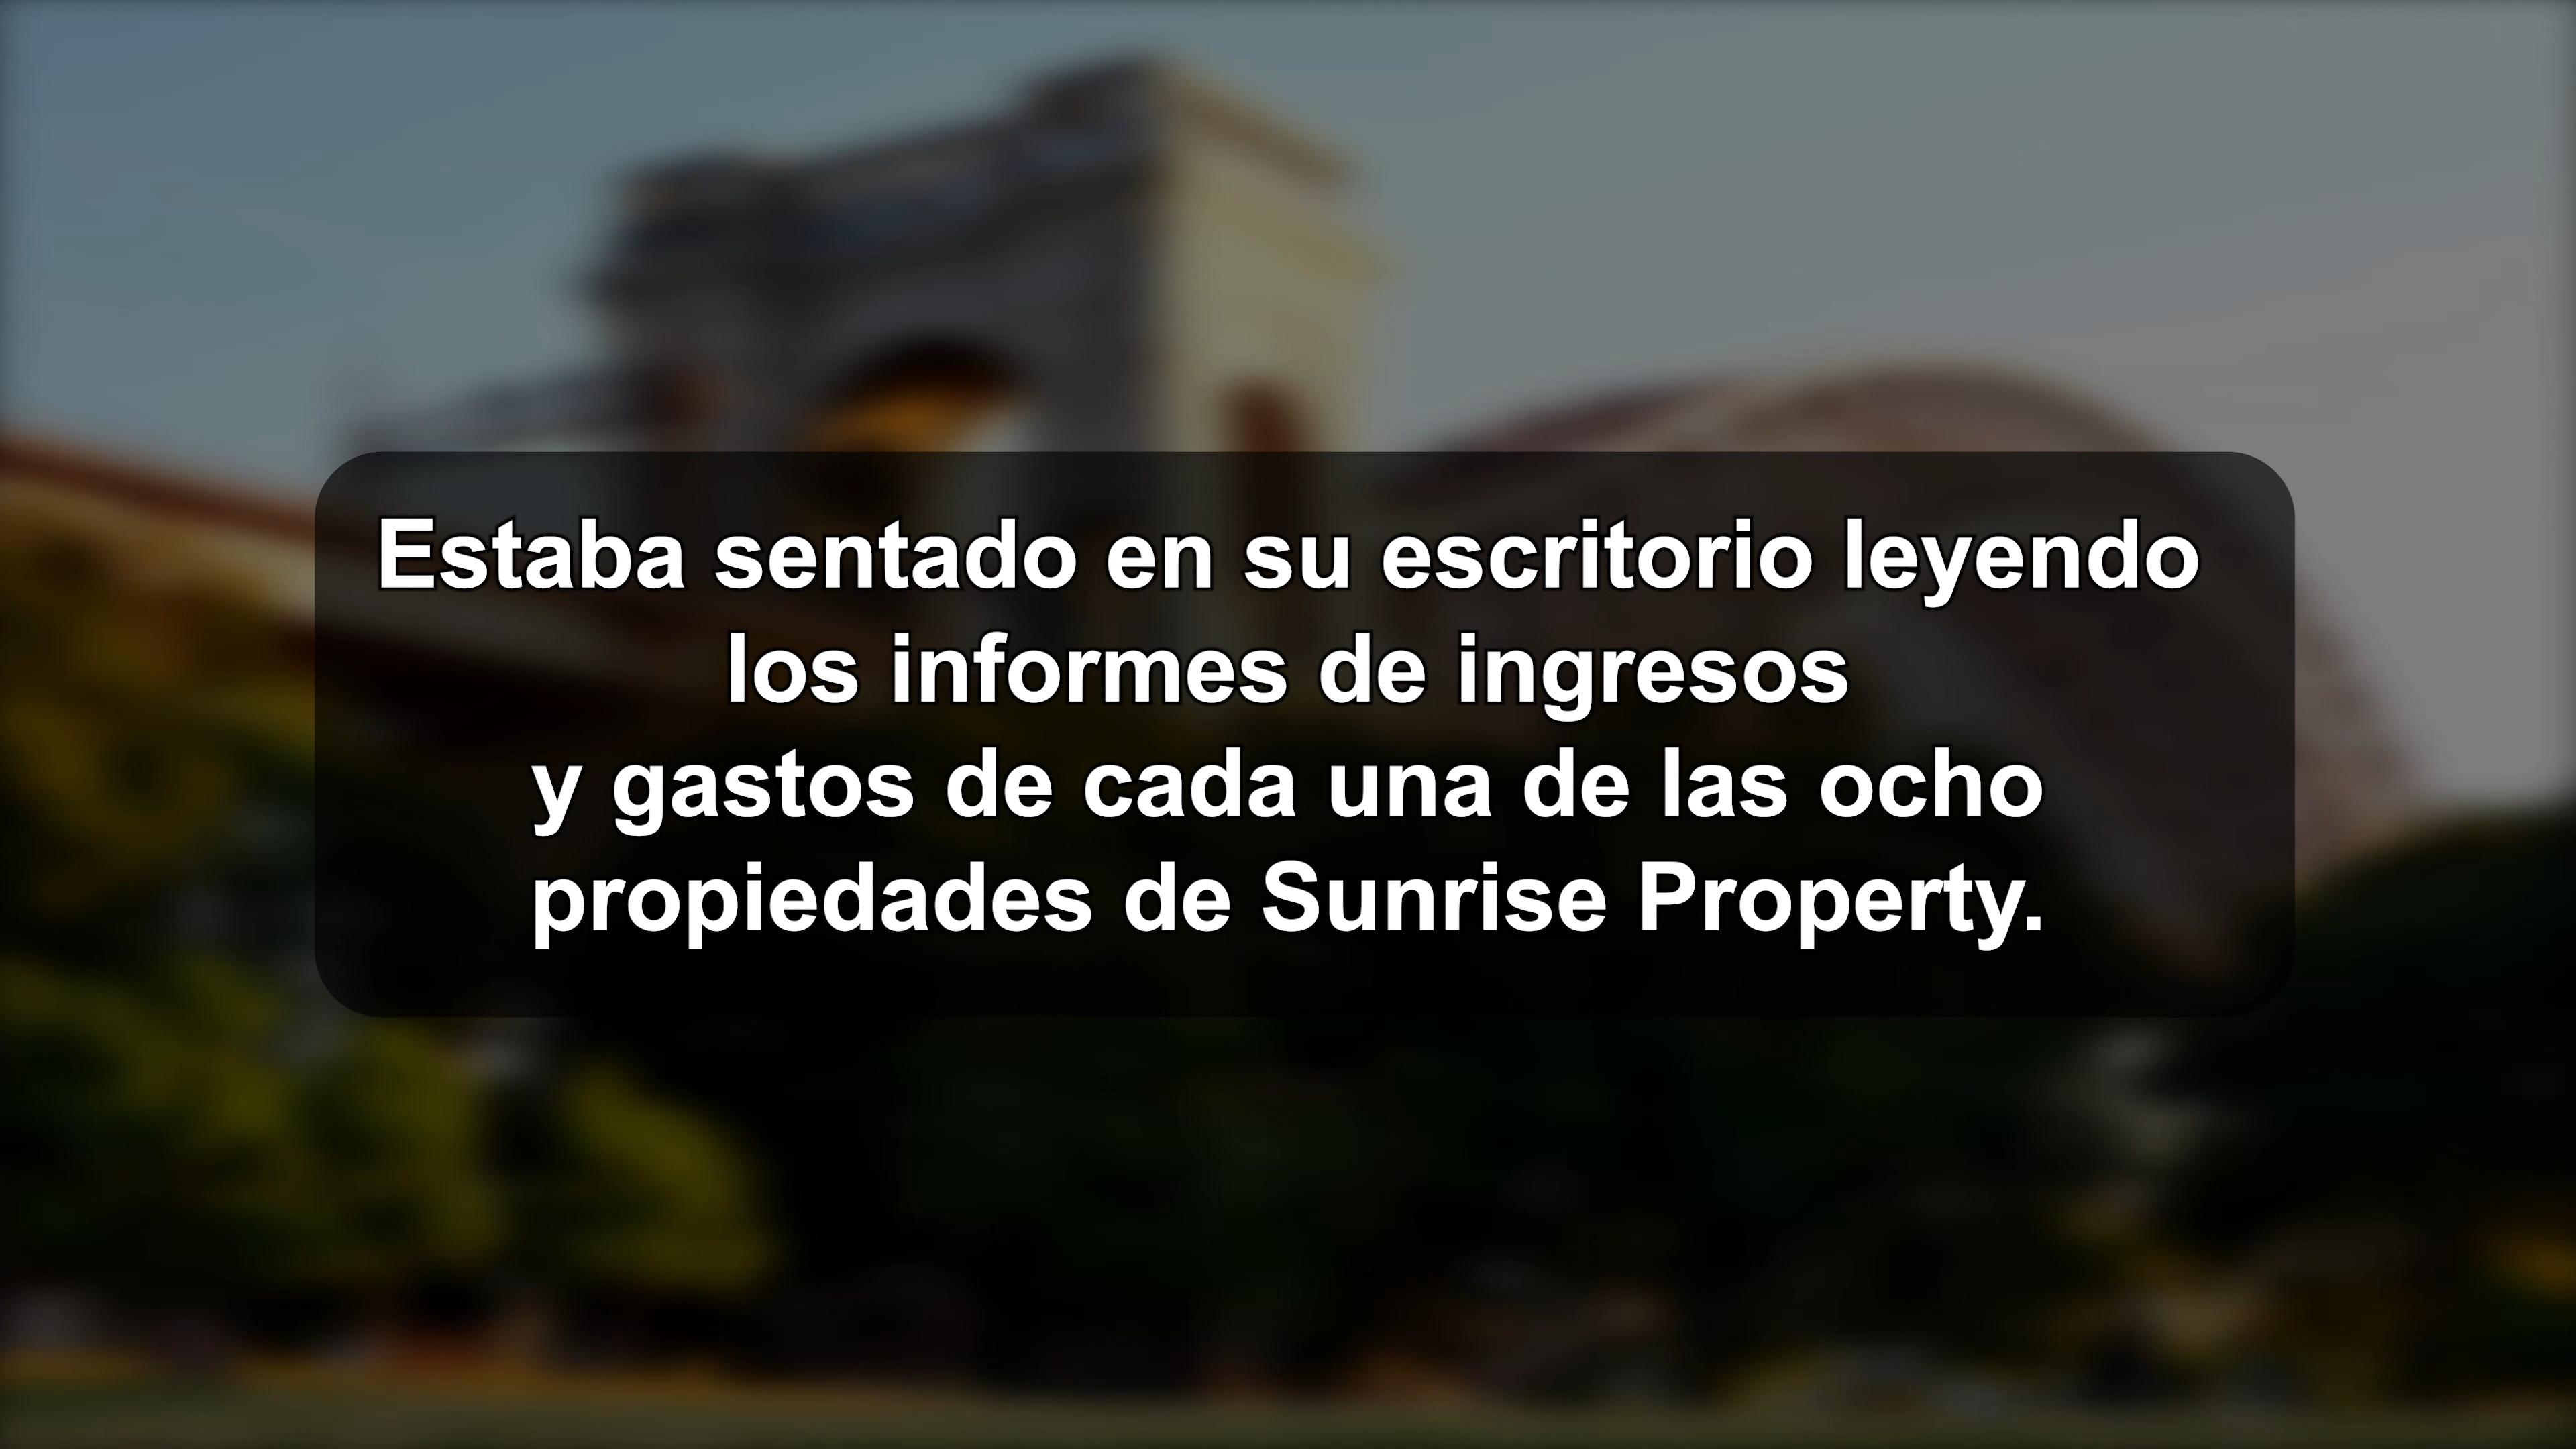 Estaba sentado en su escritorio leyendo
los informes de ingresos
y gastos de cada una de las ocho
propiedades de Sunrise Property.